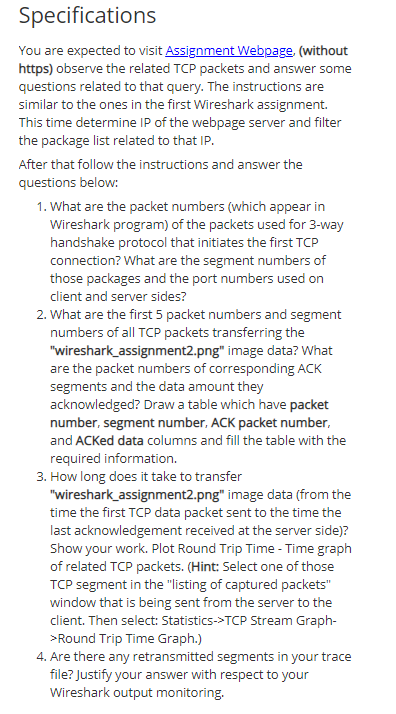 Specifications
You are expected to visit Assignment Webpage, (without
https) observe the related TCP packets and answer some
questions related to that query. The instructions are
similar to the ones in the first Wireshark assignment.
This time determine IP of the webpage server and filter
the package list related to that IP.
After that follow the instructions and answer the
questions below:
1. What are the packet numbers (which appear in
Wireshark program) of the packets used for 3-way
handshake protocol that initiates the first TCP
connection? What are the segment numbers of
those packages and the port numbers used on
client and server sides?
2. What are the first 5 packet numbers and segment
numbers of all TCP packets transferring the
"wireshark_assignment2.png" image data? What
are the packet numbers of corresponding ACK
segments and the data amount they
acknowledged? Draw a table which have packet
number, segment number, ACK packet number,
and ACKed data columns and fill the table with the
required information.
3. How long does it take to transfer
"wireshark_assignment2.png" image data (from the
time the first TCP data packet sent to the time the
last acknowledgement received at the server side)?
Show your work. Plot Round Trip Time - Time graph
of related TCP packets. (Hint: Select one of those
TCP segment in the "listing of captured packets"
window that is being sent from the server to the
client. Then select: Statistics->TCP Stream Graph-
>Round Trip Time Graph.)
4. Are there any retransmitted segments in your trace
file? Justify your answer with respect to your
Wireshark output monitoring.